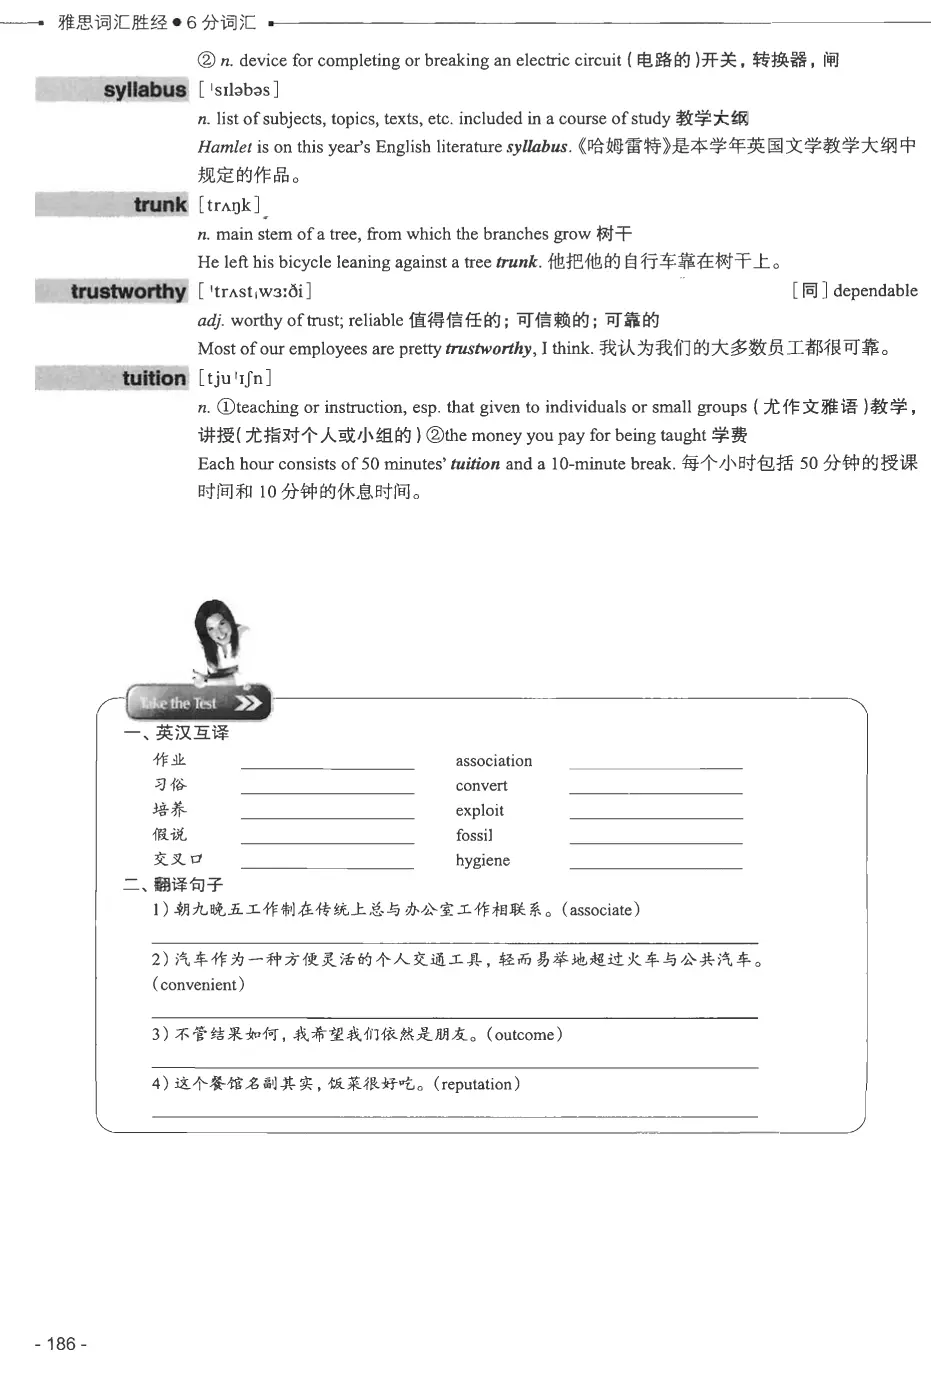 雅思词汇胜经●6分词汇
② n. device for completing or breaking an electric circuit (电路的)开关,转换器,闸
syllabus [ˈsɪləbəs]
n. list of subjects, topics, texts, etc. included in a course of study 教学大纲
Hamlet is on this year's English literature syllabus.《哈姆雷特》是本学年英国文学教学大纲中
规定的作品。
trunk [trʌŋk]
n. main stem of a tree, from which the branches grow 树干
He left his bicycle leaning against a tree trunk. 他把他的自行车靠在树干上。
trustworthy [ˈtrʌstˌwɜːði] [同] dependable
adj. worthy of trust; reliable 值得信任的;可信赖的;可靠的
Most of our employees are pretty trustworthy, I think. 我认为我们的大多数员工都很可靠。
tuition [tjuˈɪʃn]
n. ①teaching or instruction, esp. that given to individuals or small groups (尤作文雅语)教学,
讲授(尤指对个人或小组的) ②the money you pay for being taught 学费
Each hour consists of 50 minutes' tuition and a 10-minute break. 每个小时包括 50 分钟的授课
时间和 10 分钟的休息时间。
Take the Test
一、英汉互译
作业 association
习俗 convert
培养 exploit
假说 fossil
交叉口 hygiene
二、翻译句子
1) 朝九晚五工作制在传统上总与办公室工作相联系。(associate)
2) 汽车作为一种方便灵活的个人交通工具,轻而易举地超过火车与公共汽车。
(convenient)
3) 不管结果如何,我希望我们依然是朋友。(outcome)
4) 这个餐馆名副其实,饭菜很好吃。(reputation)
- 186 -